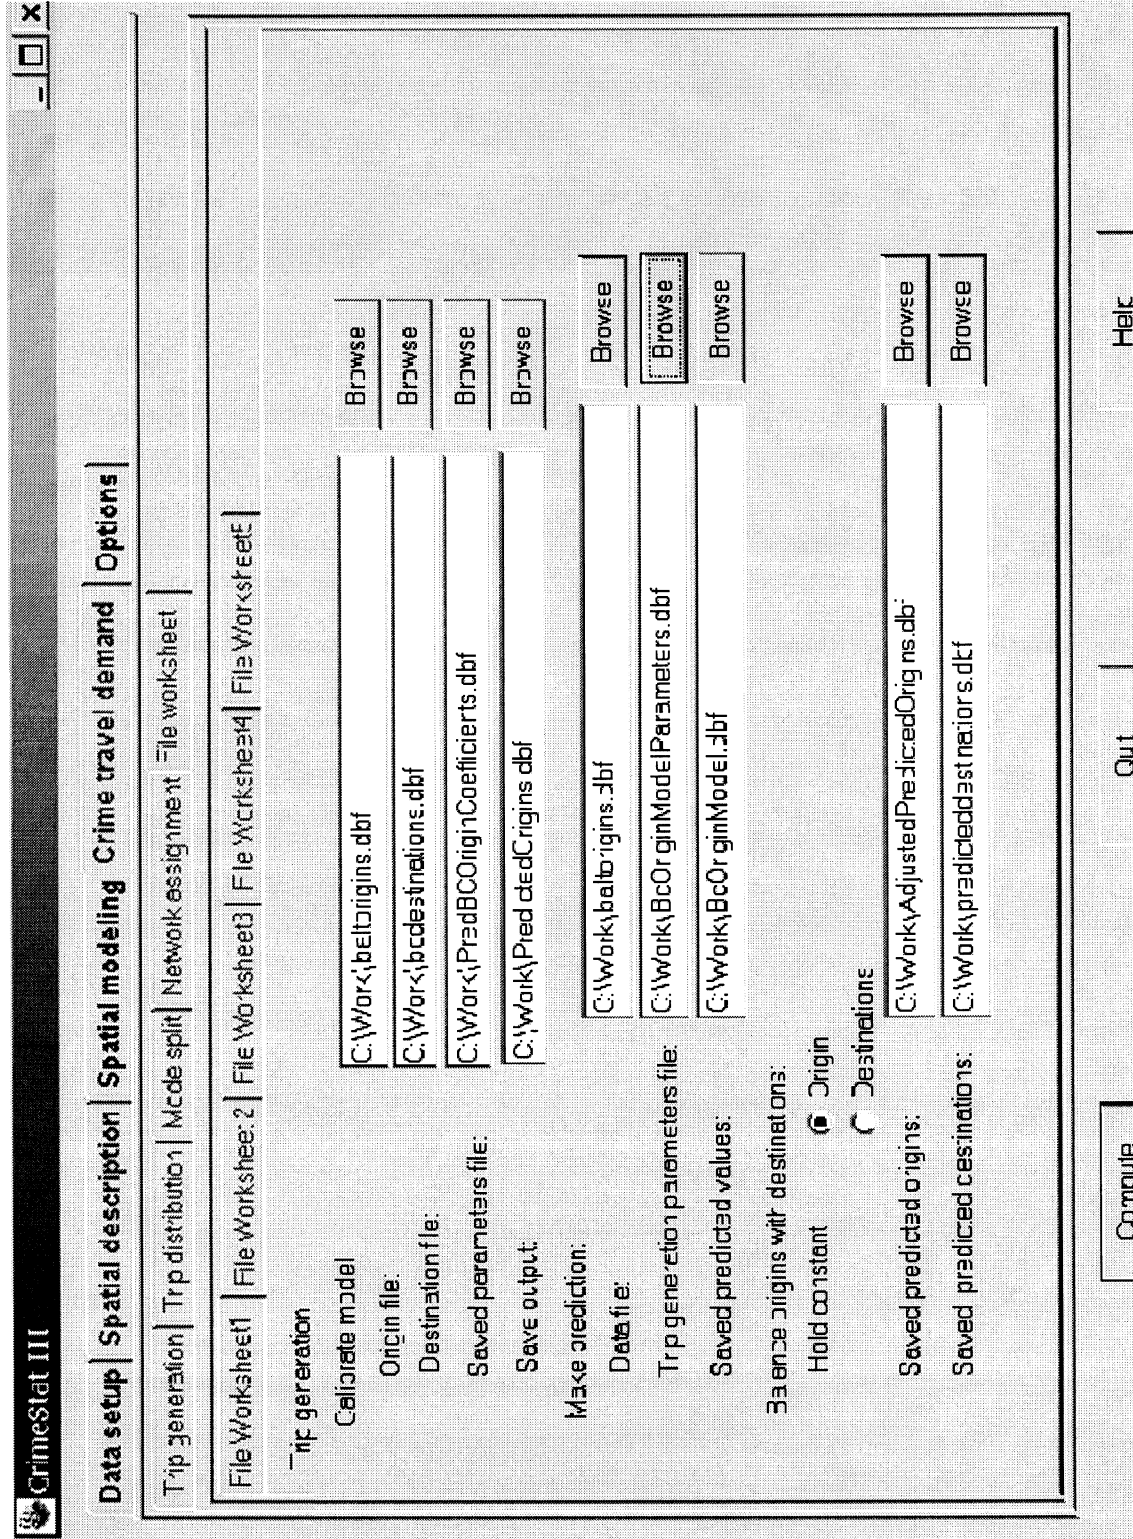 CrimeStat III
Data setup Spatial description Spatial modeling Crime travel demand Options
Trip generation Trip distribution Mode split Network assignment File worksheet
File Worksheet1 File Worksheet 2 File Worksheet3 File Worksheet4 File Worksheet5
Trip generation
Calibrate model
Origin file: C:\Work\baltorigins.dbf Browse
Destination file: C:\Work\bcdestinations.dbf Browse
Saved parameters file: C:\Work\PredBCOriginCoefficients.dbf Browse
Save output: C:\Work\PredictedOrigins.dbf Browse
Make prediction:
Data file: C:\Work\baltorigins.dbf Browse
Trip generation parameters file: C:\Work\BcOriginModelParameters.dbf Browse
Saved predicted values: C:\Work\BcOriginModel.dbf Browse
Balance origins with destinations:
Hold constant Origin
Destinations
Saved predicted origins: C:\Work\AdjustedPredictedOrigins.dbf Browse
Saved predicted destinations: C:\Work\predicteddestinations.dbf Browse
Compute Quit Help